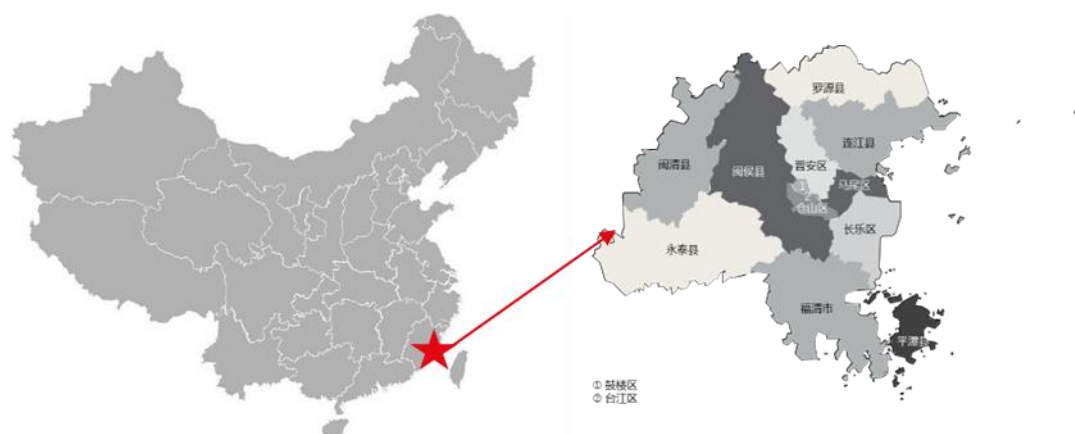 罗源县
连江县
闽清县
晋安区
闽侯县
马尾区
①
②
仓山区
长乐区
永泰县
福清市
平潭县
① 鼓楼区
② 台江区